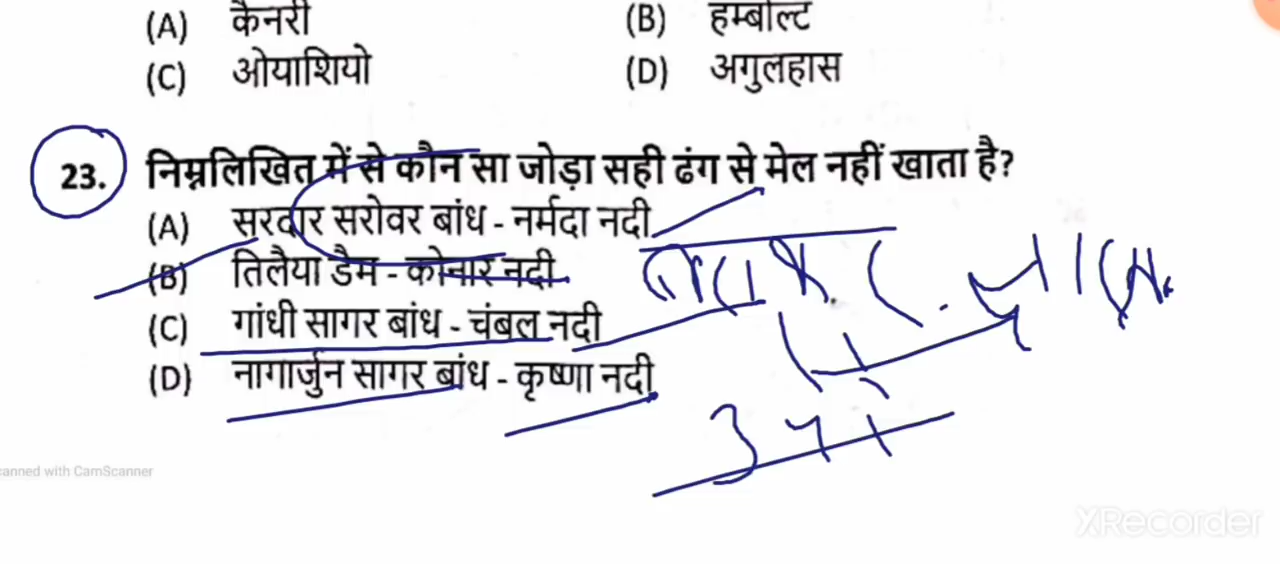 (A) कैनरी (B) हम्बोल्ट
(C) ओयाशियो (D) अगुलहास
23. निम्नलिखित में से कौन सा जोड़ा सही ढंग से मेल नहीं खाता है?
(A) सरदार सरोवर बांध - नर्मदा नदी
(B) तिलैया डैम - कोनार नदी
(C) गांधी सागर बांध - चंबल नदी
(D) नागार्जुन सागर बांध - कृष्णा नदी
canned with CamScanner
XRecorder